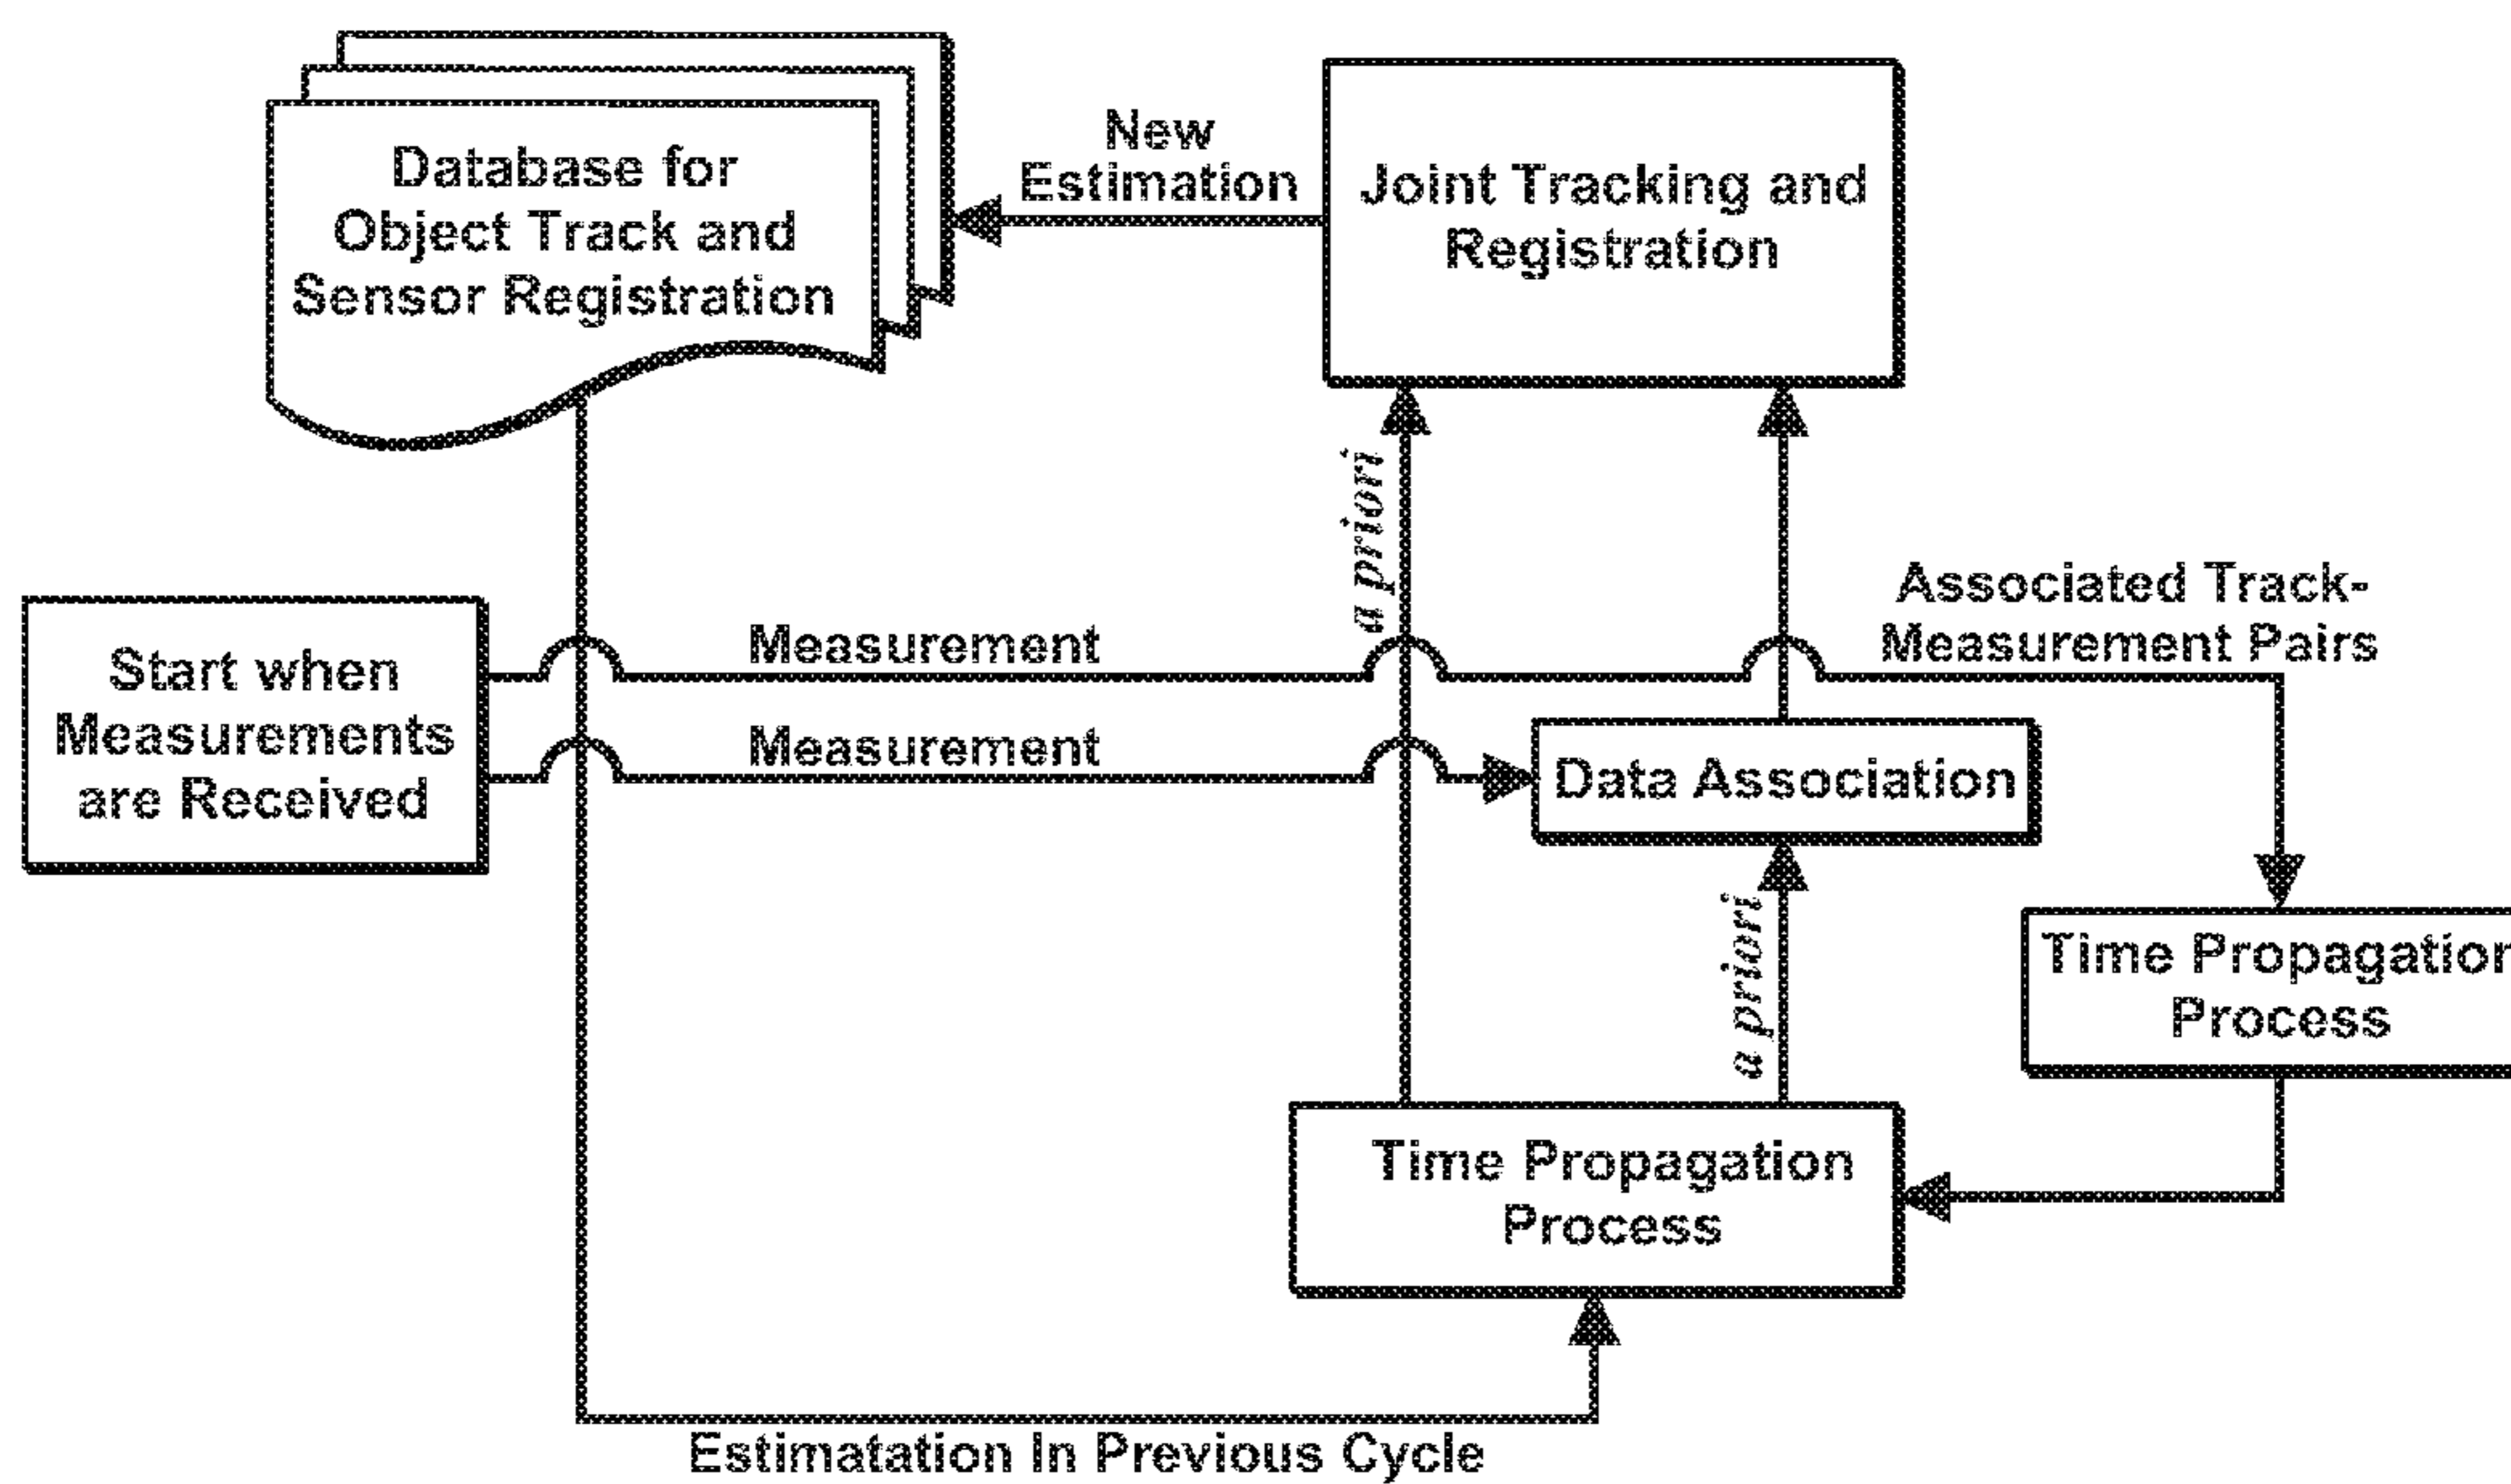 Database for
Object Track and
Sensor Registration
New
Estimation
Joint Tracking and
Registration
a priori
Associated Track-
Measurement Pairs
Start when
Measurements
are Received
Measurement
Measurement
Data Association
a priori
Time Propagation
Process
Time Propagation
Process
Estimatation In Previous Cycle